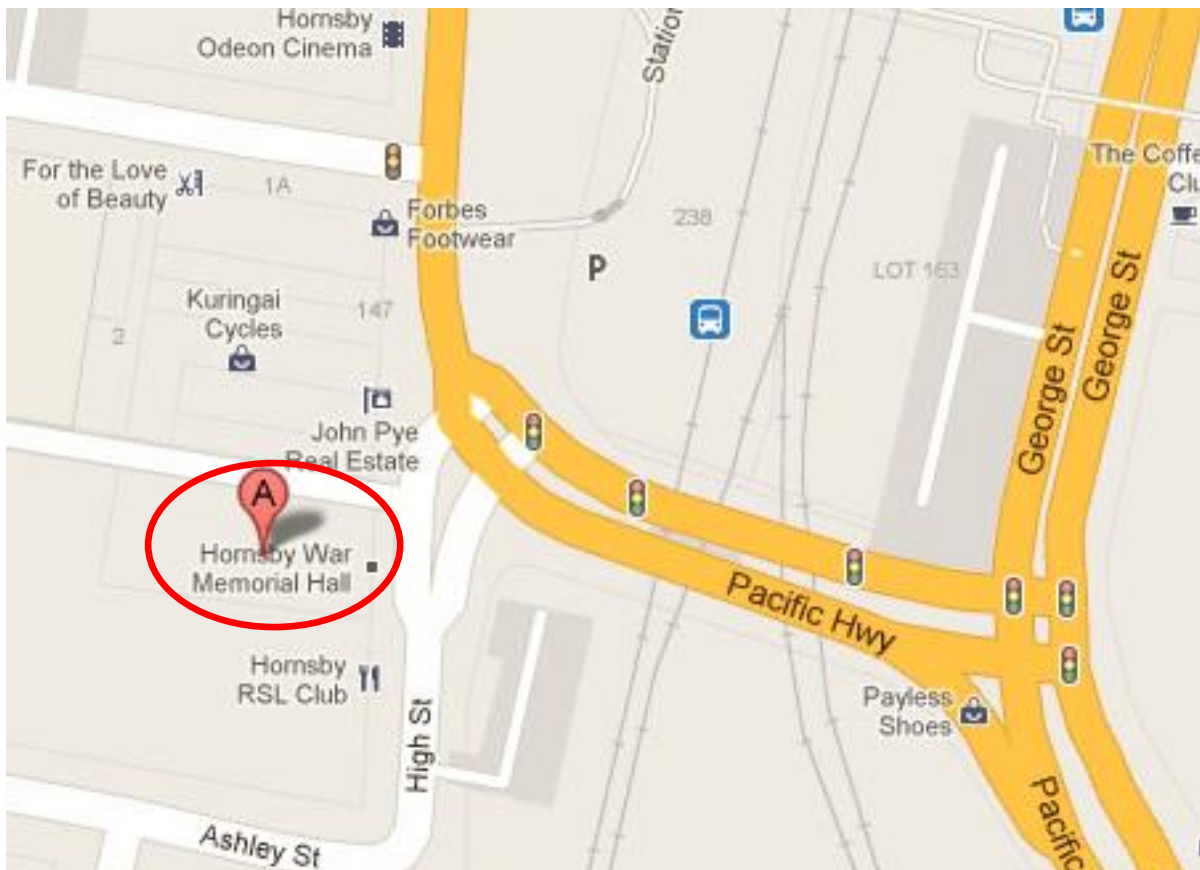 Hornsby
Odeon Cinema
Station
For the Love
of Beauty
1A
The Coffe
Clu
Forbes
Footwear
238
P
LOT 163
Kuringai
Cycles
147
2
George St
George St
John Pye
Real Estate
A
Hornsby War
Memorial Hall
Pacific Hwy
Hornsby
RSL Club
Payless
Shoes
High St
Pacific
Ashley St